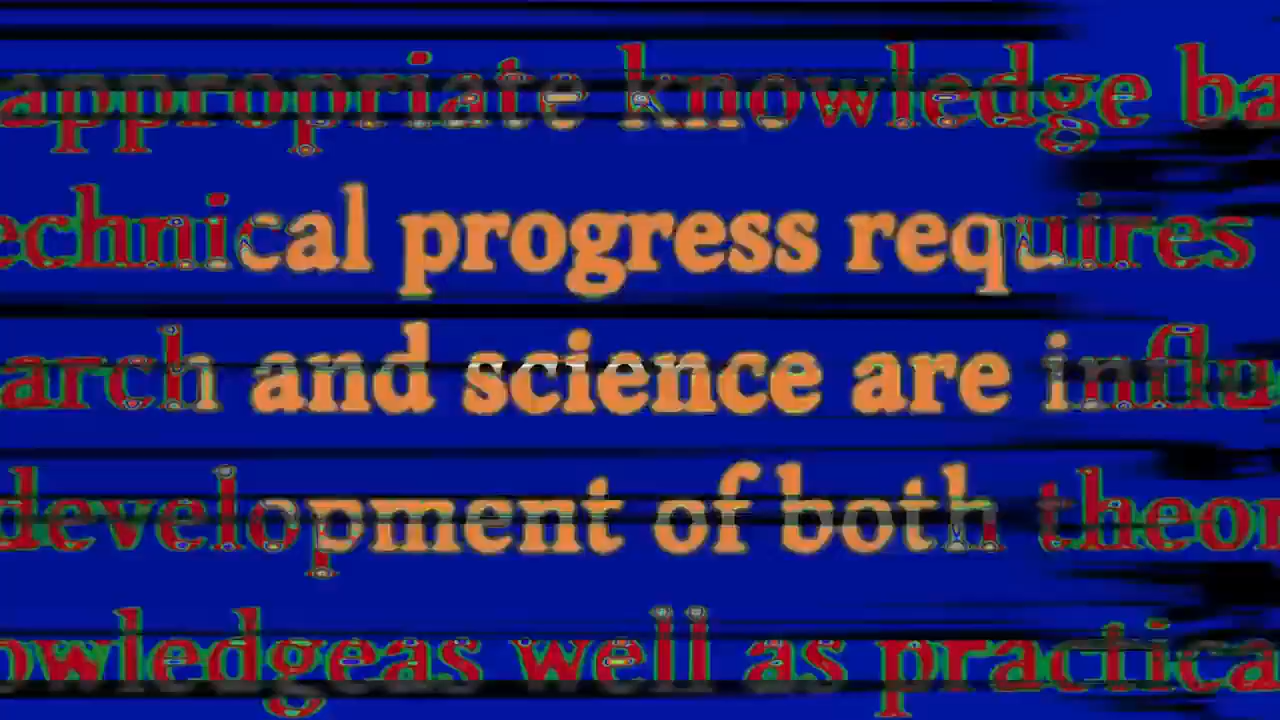 appropriate knowledge ba
echnical progress requires
arch and science are influ
development of both theor
owledgeas well as practica